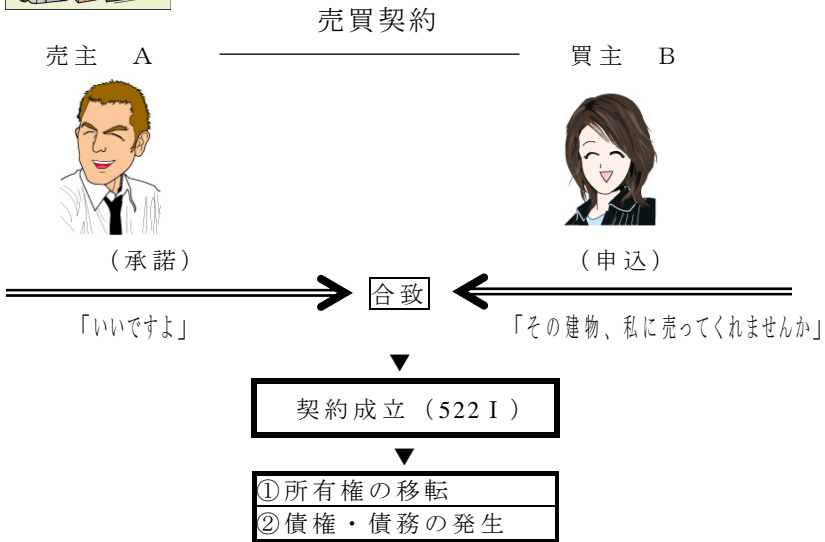 売買契約
売主 A
買主 B
(承諾)
(申込)
合致
「いいですよ」
「その建物、私に売ってくれませんか」
▼
契約成立(522Ⅰ)
▼
①所有権の移転
②債権・債務の発生